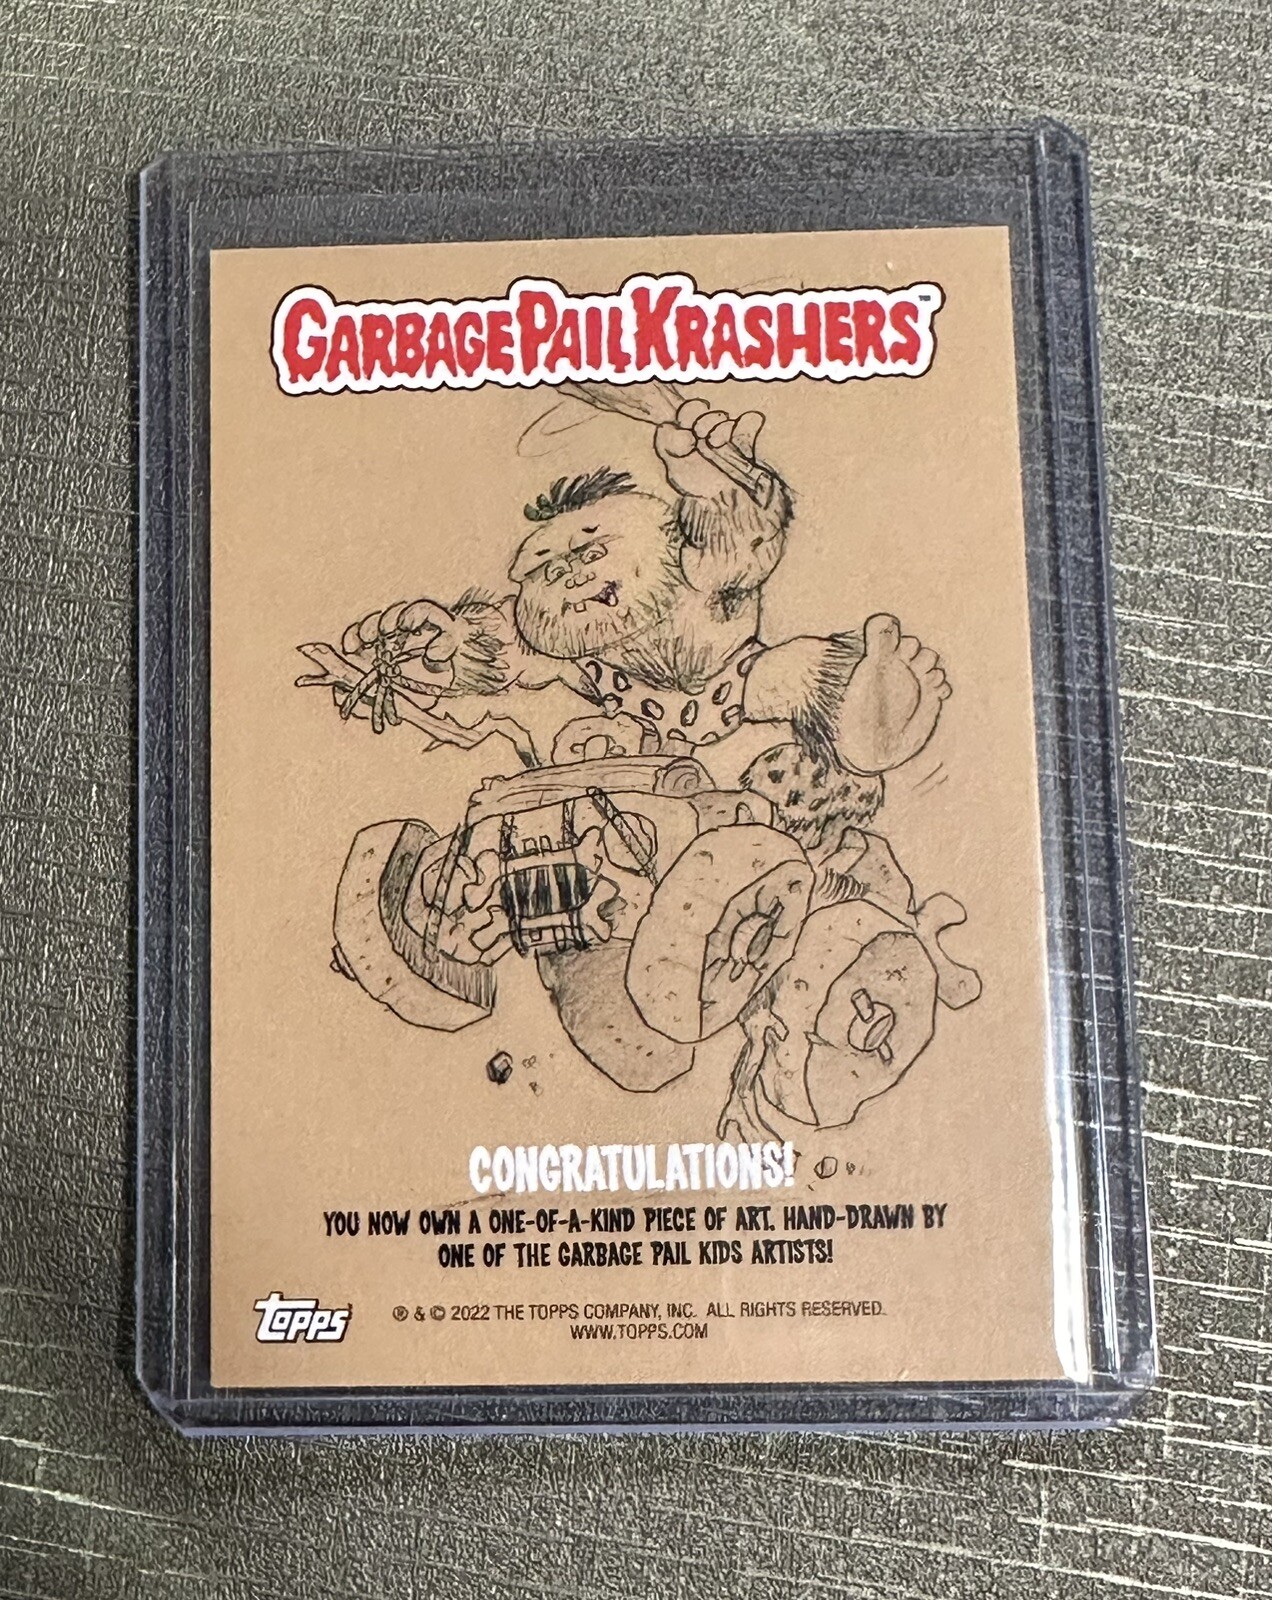 GARBAGE PAIL KRASHERS™
CONGRATULATIONS!
YOU NOW OWN A ONE-OF-A-KIND PIECE OF ART. HAND-DRAWN BY
ONE OF THE GARBAGE PAIL KIDS ARTISTS!
topps
® & © 2022 THE TOPPS COMPANY, INC. ALL RIGHTS RESERVED.
WWW.TOPPS.COM